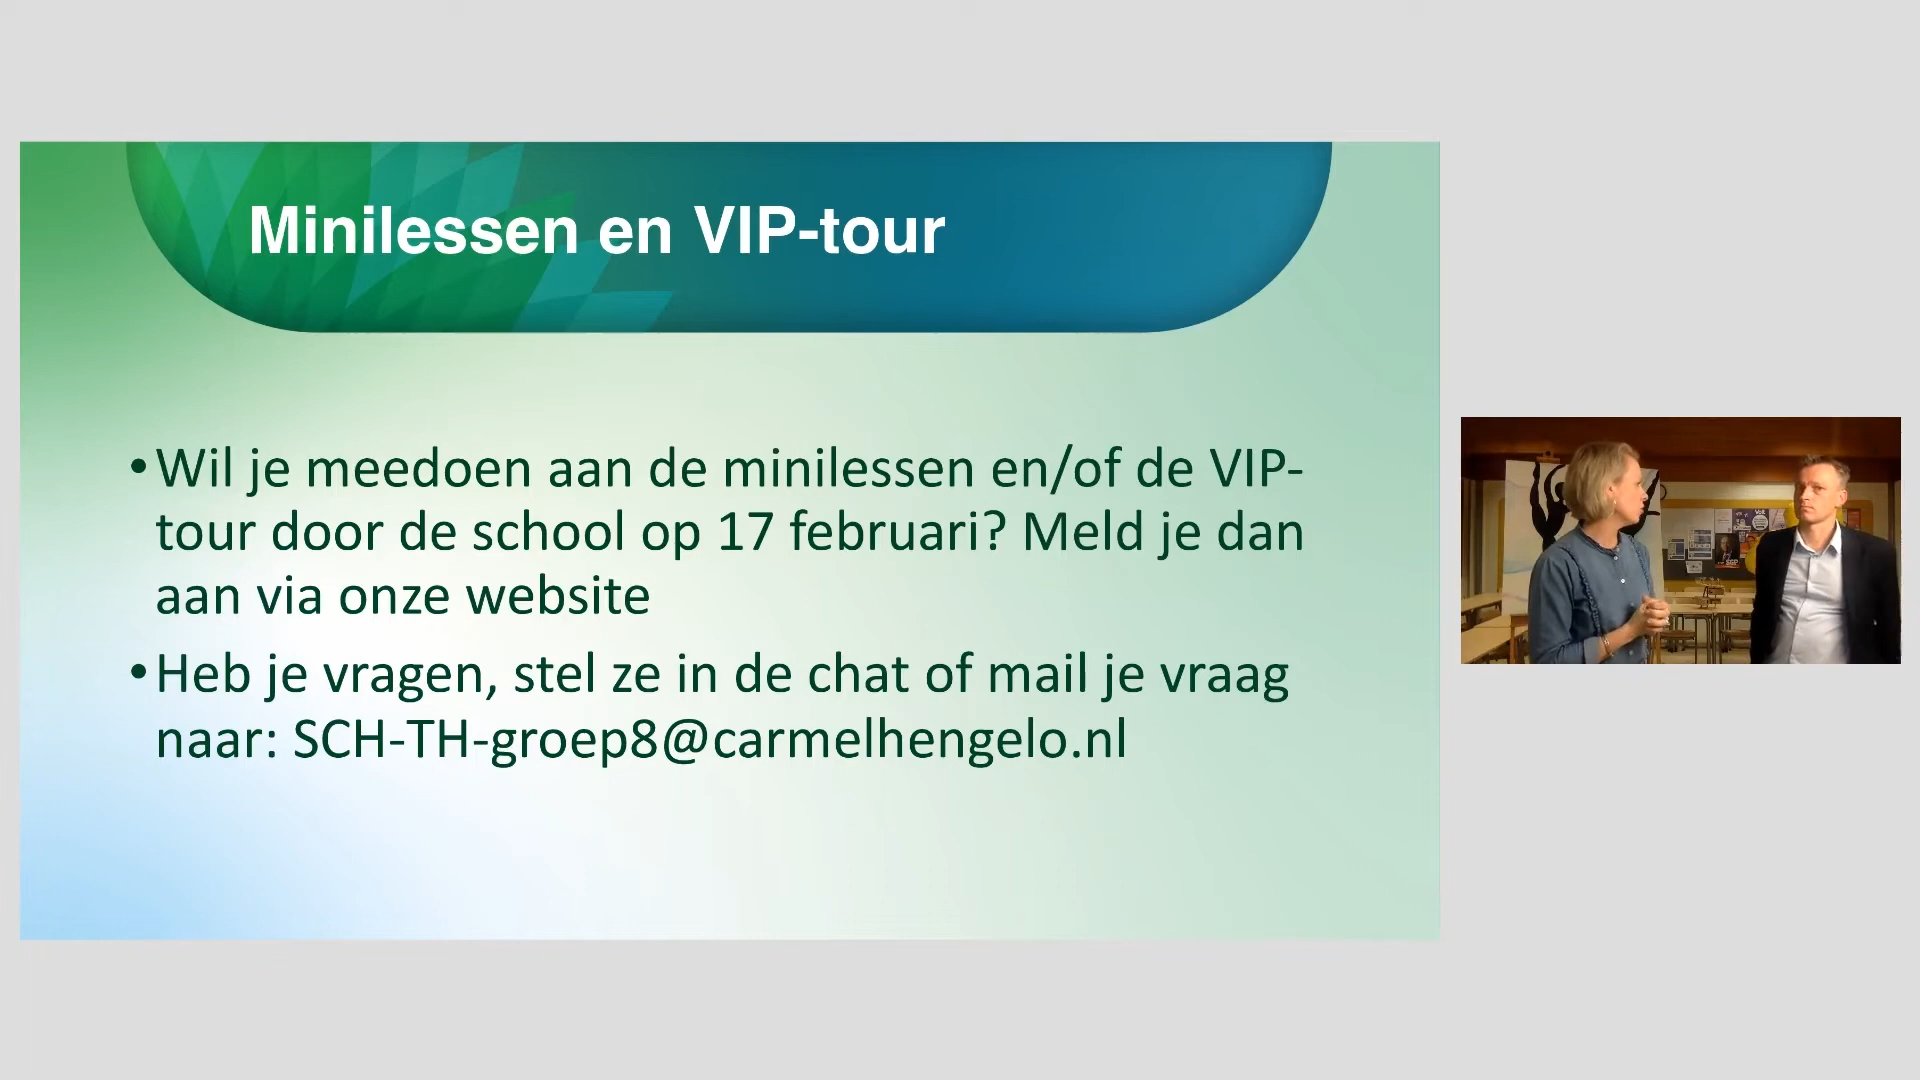 Minilessen en VIP-tour
•Wil je meedoen aan de minilessen en/of de VIP-
tour door de school op 17 februari? Meld je dan
aan via onze website
•Heb je vragen, stel ze in de chat of mail je vraag
naar: SCH-TH-groep8@carmelhengelo.nl
Volt
SGP